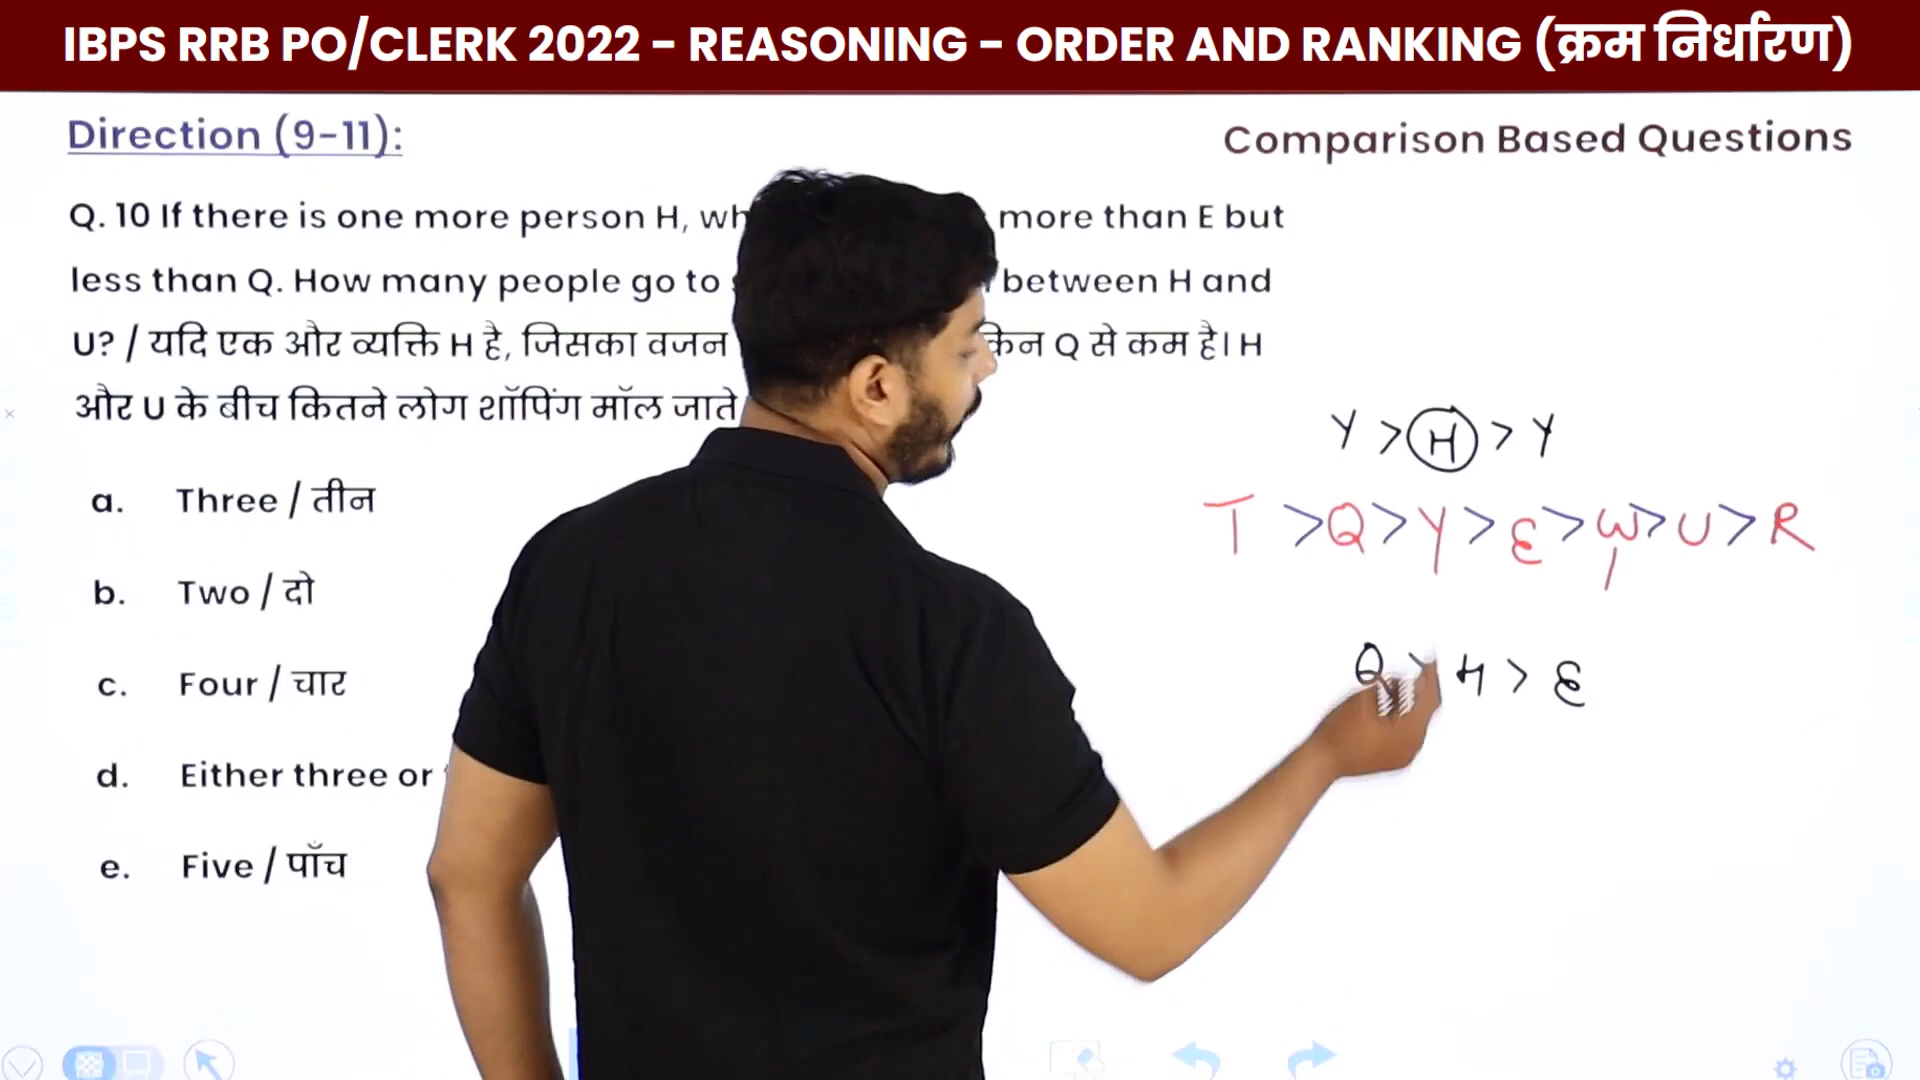 IBPS RRB PO/CLERK 2022 - REASONING - ORDER AND RANKING (क्रम निर्धारण)
Direction (9-11):
Comparison Based Questions
Q. 10 If there is one more person H, more than E but
less than Q. How many people go to between H and
U? / यदि एक और व्यक्ति H है, जिसका वजन Q से कम है। H
और U के बीच कितने लोग शॉपिंग मॉल जाते
Y > H > Y
T > Q > Y > E > W > U > R
Q > H > E
a. Three / तीन
b. Two / दो
c. Four / चार
d. Either three or
e. Five / पाँच